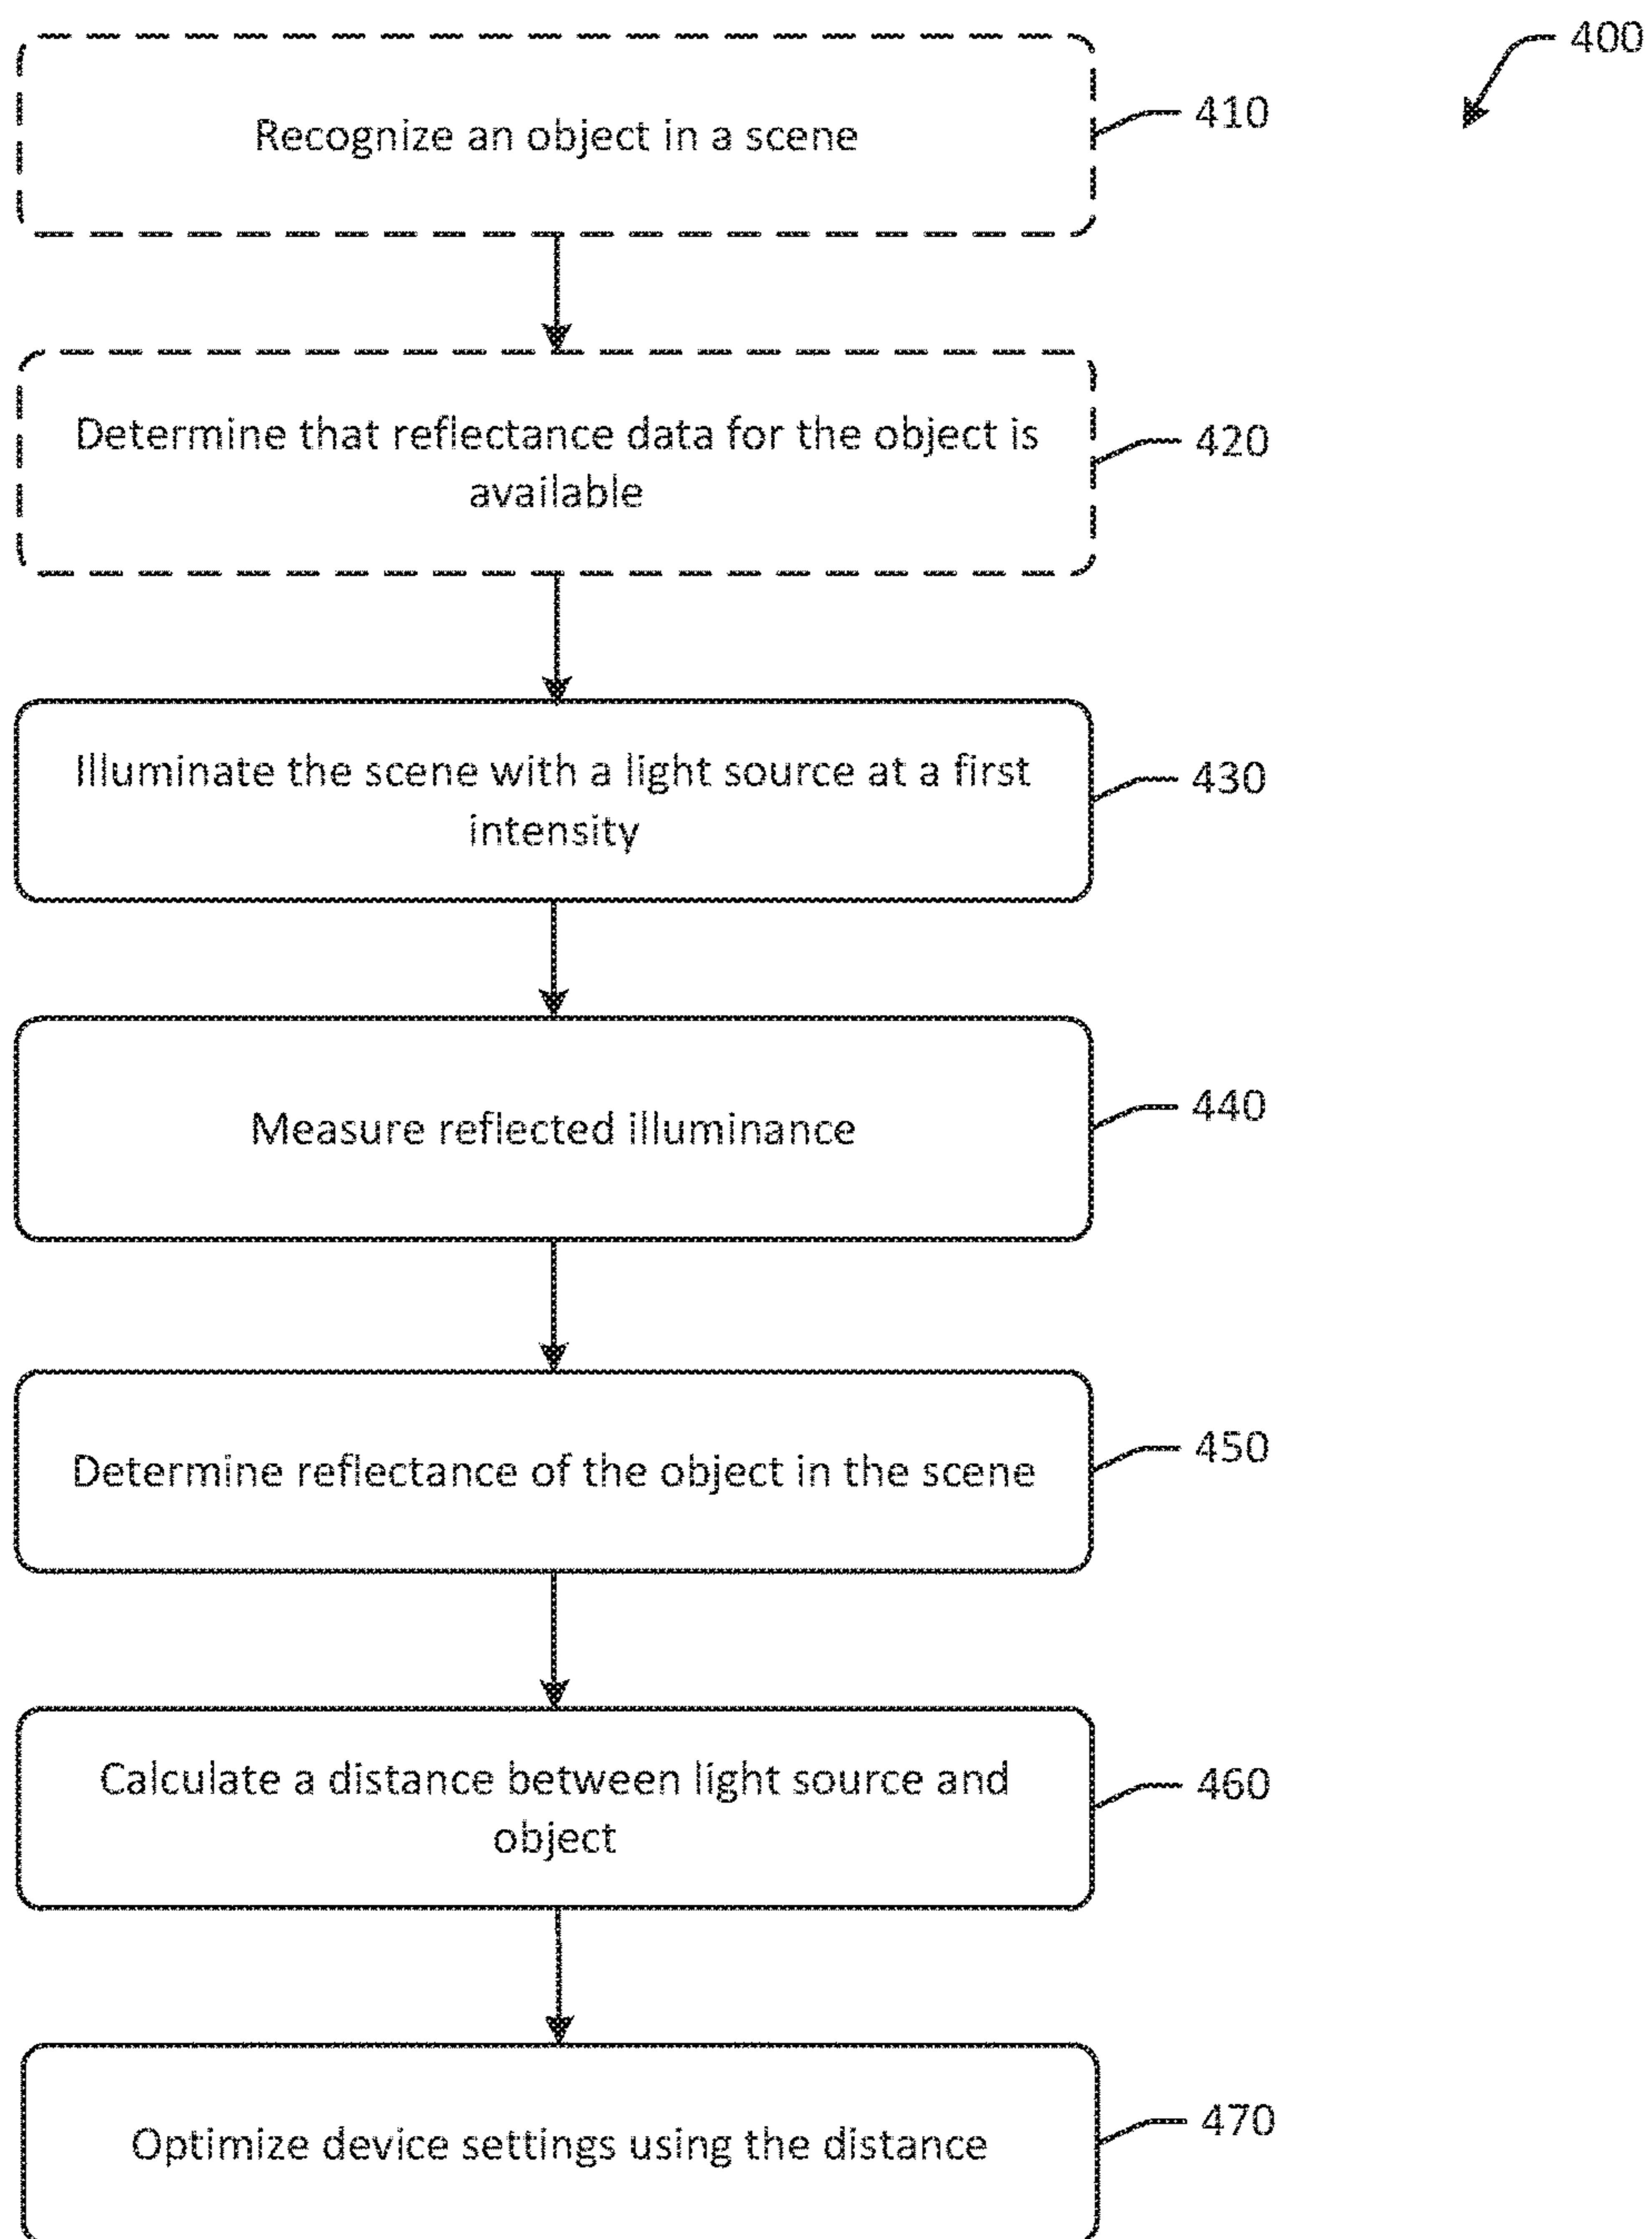 400
Recognize an object in a scene
410
Determine that reflectance data for the object is
available
420
Illuminate the scene with a light source at a first
intensity
430
Measure reflected illuminance
440
Determine reflectance of the object in the scene
450
Calculate a distance between light source and
object
460
Optimize device settings using the distance
470